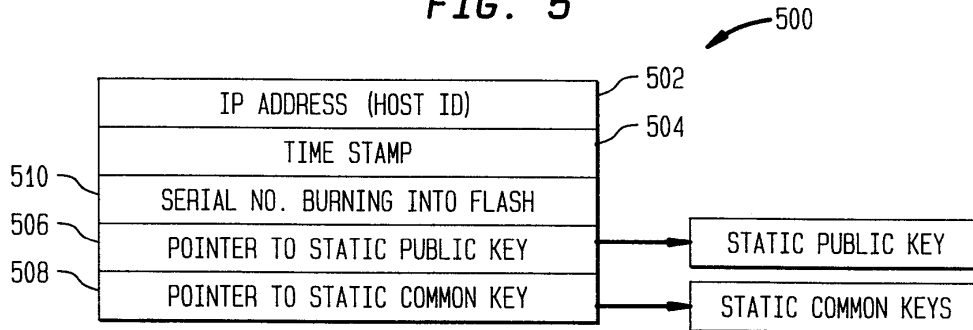 FIG. 5
500
IP ADDRESS (HOST ID)
502
TIME STAMP
504
510
SERIAL NO. BURNING INTO FLASH
506
POINTER TO STATIC PUBLIC KEY
STATIC PUBLIC KEY
508
POINTER TO STATIC COMMON KEY
STATIC COMMON KEYS